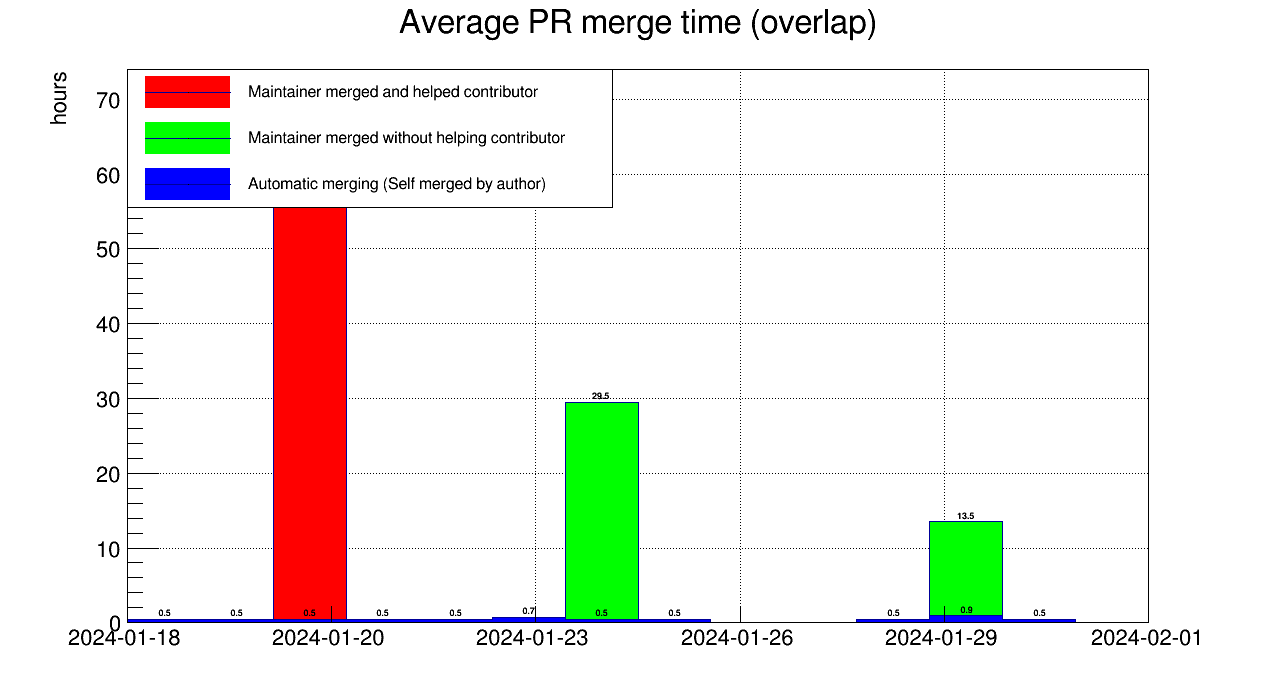 Average PR merge time (overlap)
hours
70
60
50
40
30
20
10
0
Maintainer merged and helped contributor
Maintainer merged without helping contributor
Automatic merging (Self merged by author)
29.5
13.5
0.5 0.5 0.5 0.5 0.5 0.7 0.5 0.5 0.5 0.9 0.5
2024-01-18 2024-01-20 2024-01-23 2024-01-26 2024-01-29 2024-02-01